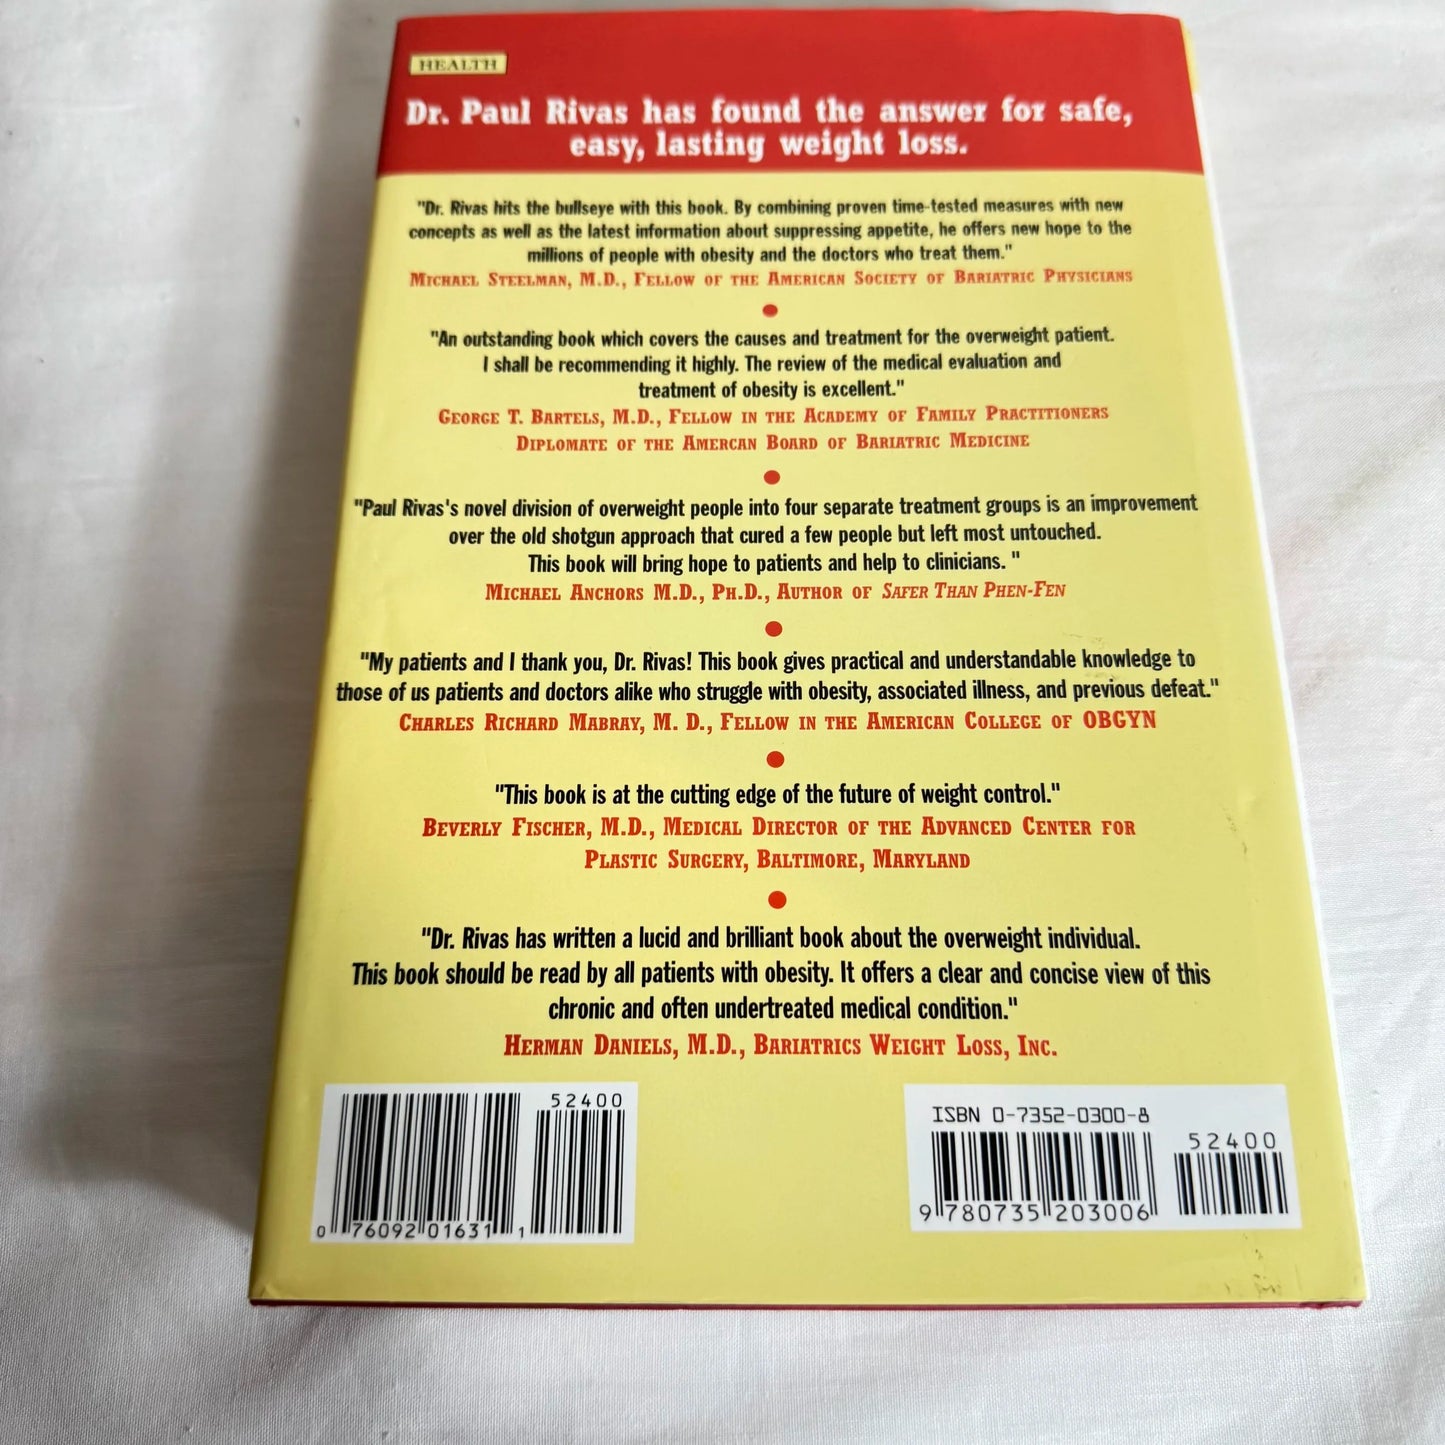 HEALTH
Dr. Paul Rivas has found the answer for safe,
easy, lasting weight loss.
"Dr. Rivas hits the bullseye with this book. By combining proven time-tested measures with new
concepts as well as the latest information about suppressing appetite, he offers new hope to the
millions of people with obesity and the doctors who treat them."
MICHAEL STEELMAN, M.D., FELLOW OF THE AMERICAN SOCIETY OF BARIATRIC PHYSICIANS
"An outstanding book which covers the causes and treatment for the overweight patient.
I shall be recommending it highly. The review of the medical evaluation and
treatment of obesity is excellent."
GEORGE T. BARTELS, M.D., FELLOW IN THE ACADEMY OF FAMILY PRACTITIONERS
DIPLOMATE OF THE AMERCAN BOARD OF BARIATRIC MEDICINE
"Paul Rivas's novel division of overweight people into four separate treatment groups is an improvement
over the old shotgun approach that cured a few people but left most untouched.
This book will bring hope to patients and help to clinicians. "
MICHAEL ANCHORS M.D., PH.D., AUTHOR OF SAFER THAN PHEN-FEN
"My patients and I thank you, Dr. Rivas! This book gives practical and understandable knowledge to
those of us patients and doctors alike who struggle with obesity, associated illness, and previous defeat."
CHARLES RICHARD MABRAY, M. D., FELLOW IN THE AMERICAN COLLEGE OF OBGYN
"This book is at the cutting edge of the future of weight control."
BEVERLY FISCHER, M.D., MEDICAL DIRECTOR OF THE ADVANCED CENTER FOR
PLASTIC SURGERY, BALTIMORE, MARYLAND
"Dr. Rivas has written a lucid and brilliant book about the overweight individual.
This book should be read by all patients with obesity. It offers a clear and concise view of this
chronic and often undertreated medical condition."
HERMAN DANIELS, M.D., BARIATRICS WEIGHT LOSS, INC.
52400
0 76092 01631 1
ISBN 0-7352-0300-8
52400
9 780735 203006